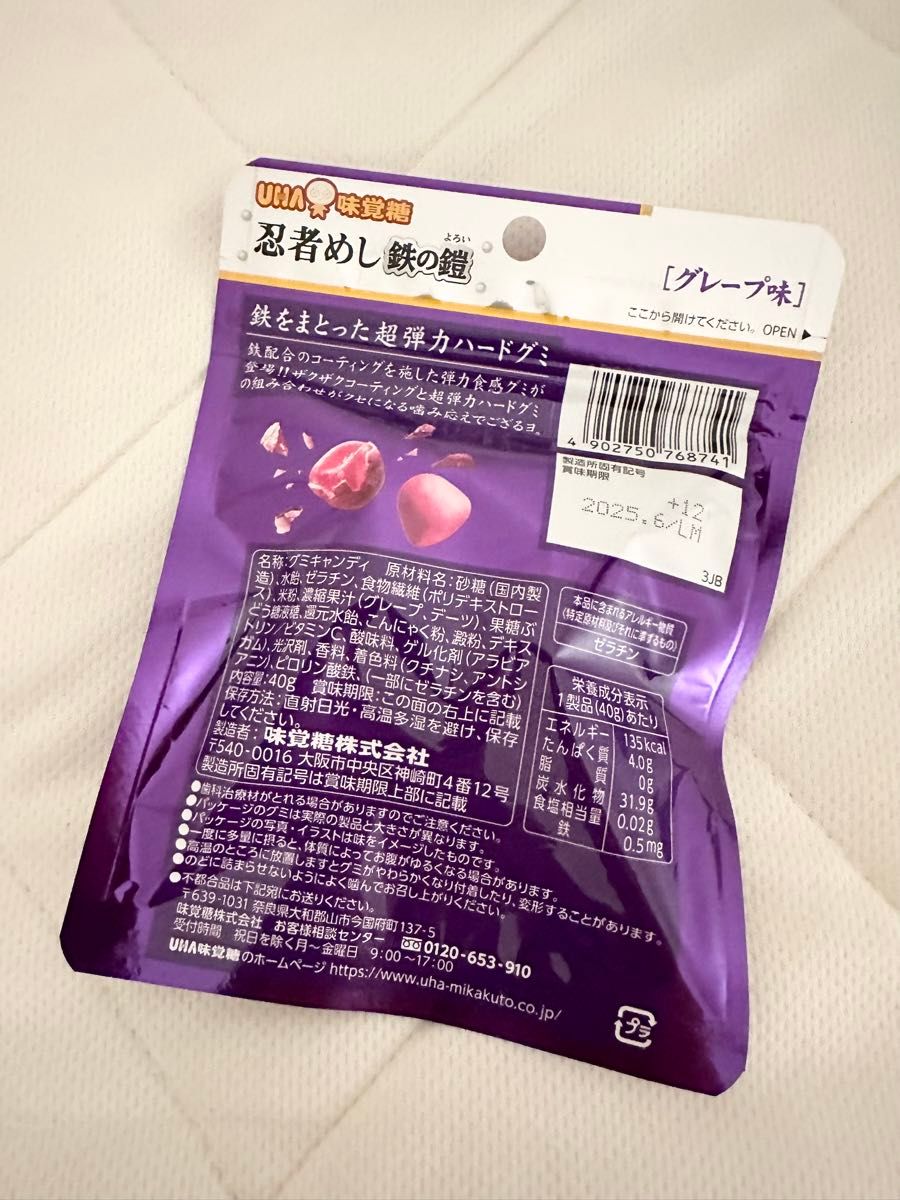 UHA味覚糖
忍者めし 鉄の鎧
よろい
[グレープ味]
ここから開けてください。OPEN ▶
鉄をまとった超弾力ハードグミ
鉄配合のコーティングを施した弾力食感グミが
登場!!ザクザクコーティングと超弾力ハードグミ
の組み合わせがクセになる噛み応えでござるヨ。
4 902750 768741
製造所固有記号
賞味期限
+12
2025.6/LM
3JB
名称:グミキャンディ 原材料名:砂糖(国内製
造)、水飴、ゼラチン、食物繊維(ポリデキストロー
ス)、米粉、濃縮果汁(グレープ、デーツ)、果糖ぶ
どう糖液糖、還元水飴、こんにゃく粉、澱粉、デキス
トリン/ビタミンC、酸味料、ゲル化剤(アラビア
ガム)、光沢剤、香料、着色料(クチナシ、アントシ
アニン)、ピロリン酸鉄、(一部にゼラチンを含む)
内容量:40g 賞味期限:この面の右上に記載
保存方法:直射日光・高温多湿を避け、保存
してください。
製造者:味覚糖株式会社
〒540-0016 大阪市中央区神崎町4番12号
製造所固有記号は賞味期限上部に記載
本品に含まれるアレルギー物質
(特定原材料及びそれに準ずるもの)
ゼラチン
栄養成分表示
1製品(40g)あたり
エネルギー 135kcal
たんぱく質 4.0g
脂質 0g
炭水化物 31.9g
食塩相当量 0.02g
鉄 0.5mg
●歯科治療材がとれる場合がありますのでご注意ください。
●パッケージのグミは実際の製品と大きさが異なります。
●パッケージの写真・イラストは味をイメージしたものです。
●一度に多量に摂ると、体質によってお腹がゆるくなる場合があります。
●高温のところに放置しますとグミがやわらかくなり付着したり、変形することがあります。
●のどに詰まらせないようによく噛んでお召し上がりください。
●不都合品は下記宛にお送りください。
〒639-1031 奈良県大和郡山市今国府町137-5
味覚糖株式会社 お客様相談センター 0120-653-910
受付時間 祝日を除く月～金曜日 9:00～17:00
UHA味覚糖のホームページ https://www.uha-mikakuto.co.jp/
プラ